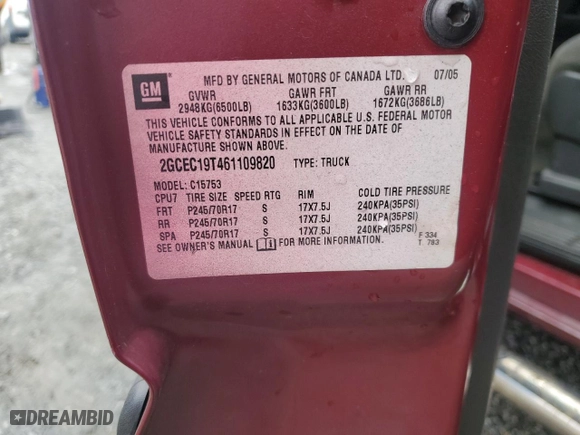 GM
MFD BY GENERAL MOTORS OF CANADA LTD. 07/05
GVWR GAWR FRT GAWR RR
2948KG(6500LB) 1633KG(3600LB) 1672KG(3686LB)
THIS VEHICLE CONFORMS TO ALL APPLICABLE U.S. FEDERAL MOTOR
VEHICLE SAFETY STANDARDS IN EFFECT ON THE DATE OF
MANUFACTURE SHOWN ABOVE.
2GCEC19T461109820 TYPE: TRUCK
MODEL: C15753
CPU7 TIRE SIZE SPEED RTG RIM COLD TIRE PRESSURE
FRT P245/70R17 S 17X7.5J 240KPA(35PSI)
RR P245/70R17 S 17X7.5J 240KPA(35PSI)
SPA P245/70R17 S 17X7.5J 240KPA(35PSI)
SEE OWNER'S MANUAL FOR MORE INFORMATION.
F 334
T 783
DREAMBID